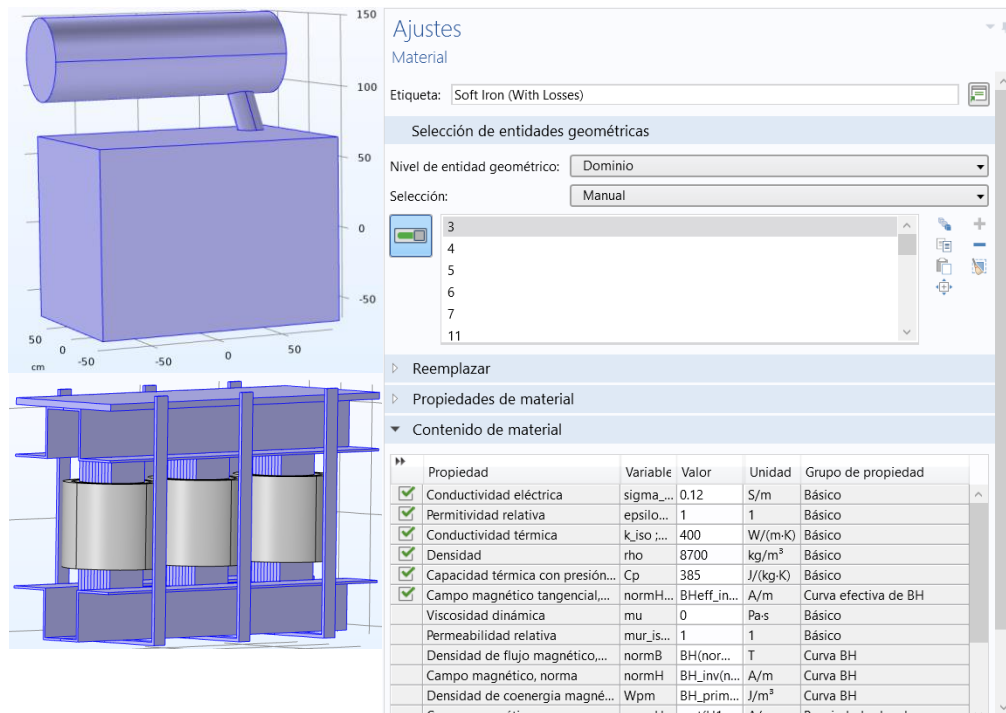 150
100
50
0
-50
50
0
-50
cm
-50
0
50
Ajustes
Material
Etiqueta: Soft Iron (With Losses)
Selección de entidades geométricas
Nivel de entidad geométrico: Dominio
Selección: Manual
3
4
5
6
7
11
Reemplazar
Propiedades de material
Contenido de material
Propiedad Variable Valor Unidad Grupo de propiedad
Conductividad eléctrica sigma_... 0.12 S/m Básico
Permitividad relativa epsilo... 1 1 Básico
Conductividad térmica k_iso ;... 400 W/(m·K) Básico
Densidad rho 8700 kg/m³ Básico
Capacidad térmica con presión... Cp 385 J/(kg·K) Básico
Campo magnético tangencial,... normH... BHeff_in... A/m Curva efectiva de BH
Viscosidad dinámica mu 0 Pa·s Básico
Permeabilidad relativa mur_is... 1 1 Básico
Densidad de flujo magnético,... normB BH(nor... T Curva BH
Campo magnético, norma normH BH_inv(n... A/m Curva BH
Densidad de coenergia magné... Wpm BH_prim... J/m³ Curva BH